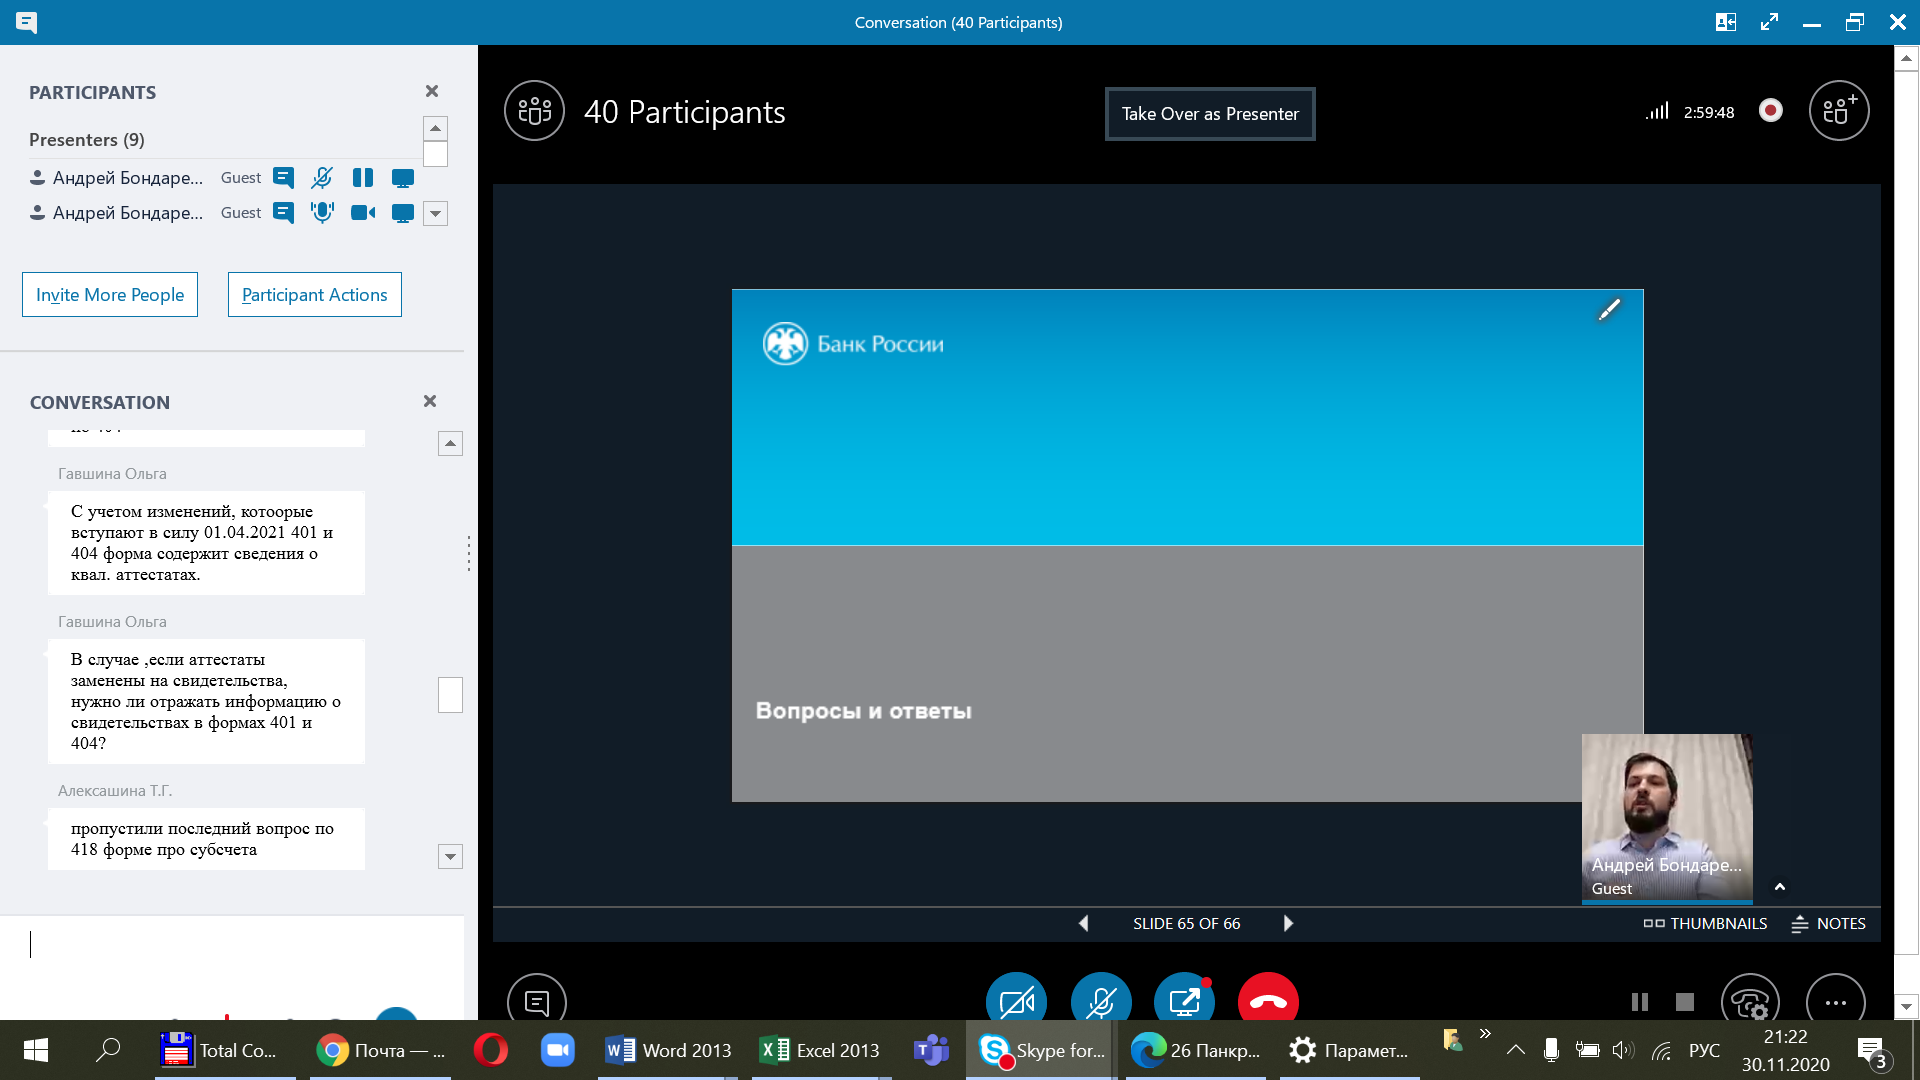 Conversation (40 Participants)
PARTICIPANTS
Presenters (9)
Андрей Бондаре... Guest
Андрей Бондаре... Guest
Invite More People
Participant Actions
CONVERSATION
Гавшина Ольга
С учетом изменений, котоорые
вступают в силу 01.04.2021 401 и
404 форма содержит сведения о
квал. аттестатах.
Гавшина Ольга
В случае ,если аттестаты
заменены на свидетельства,
нужно ли отражать информацию о
свидетельствах в формах 401 и
404?
Алексашина Т.Г.
пропустили последний вопрос по
418 форме про субсчета
40 Participants
Take Over as Presenter
2:59:48
Банк России
Вопросы и ответы
Андрей Бондаре...
Guest
SLIDE 65 OF 66
THUMBNAILS
NOTES
Total Co...
Почта — ...
Word 2013
Excel 2013
Skype for...
26 Панкр...
Парамет...
РУС
21:22
30.11.2020
3